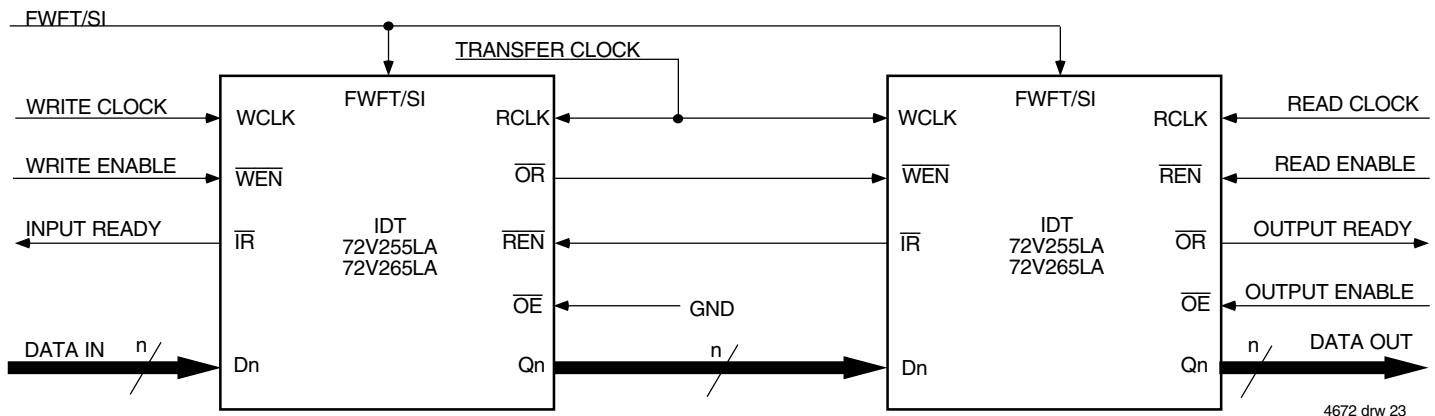 FWFT/SI
TRANSFER CLOCK
WRITE CLOCK
WRITE ENABLE
INPUT READY
DATA IN
n
FWFT/SI
WCLK
RCLK
WEN
OR
IR
REN
IDT
72V255LA
72V265LA
OE
Dn
Qn
GND
n
FWFT/SI
WCLK
RCLK
WEN
REN
IR
OR
IDT
72V255LA
72V265LA
OE
Dn
Qn
READ CLOCK
READ ENABLE
OUTPUT READY
OUTPUT ENABLE
n
DATA OUT
4672 drw 23